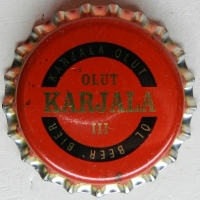 KARJALA OLUT
OLUT
KARJALA
III
ÖL BEER BIER